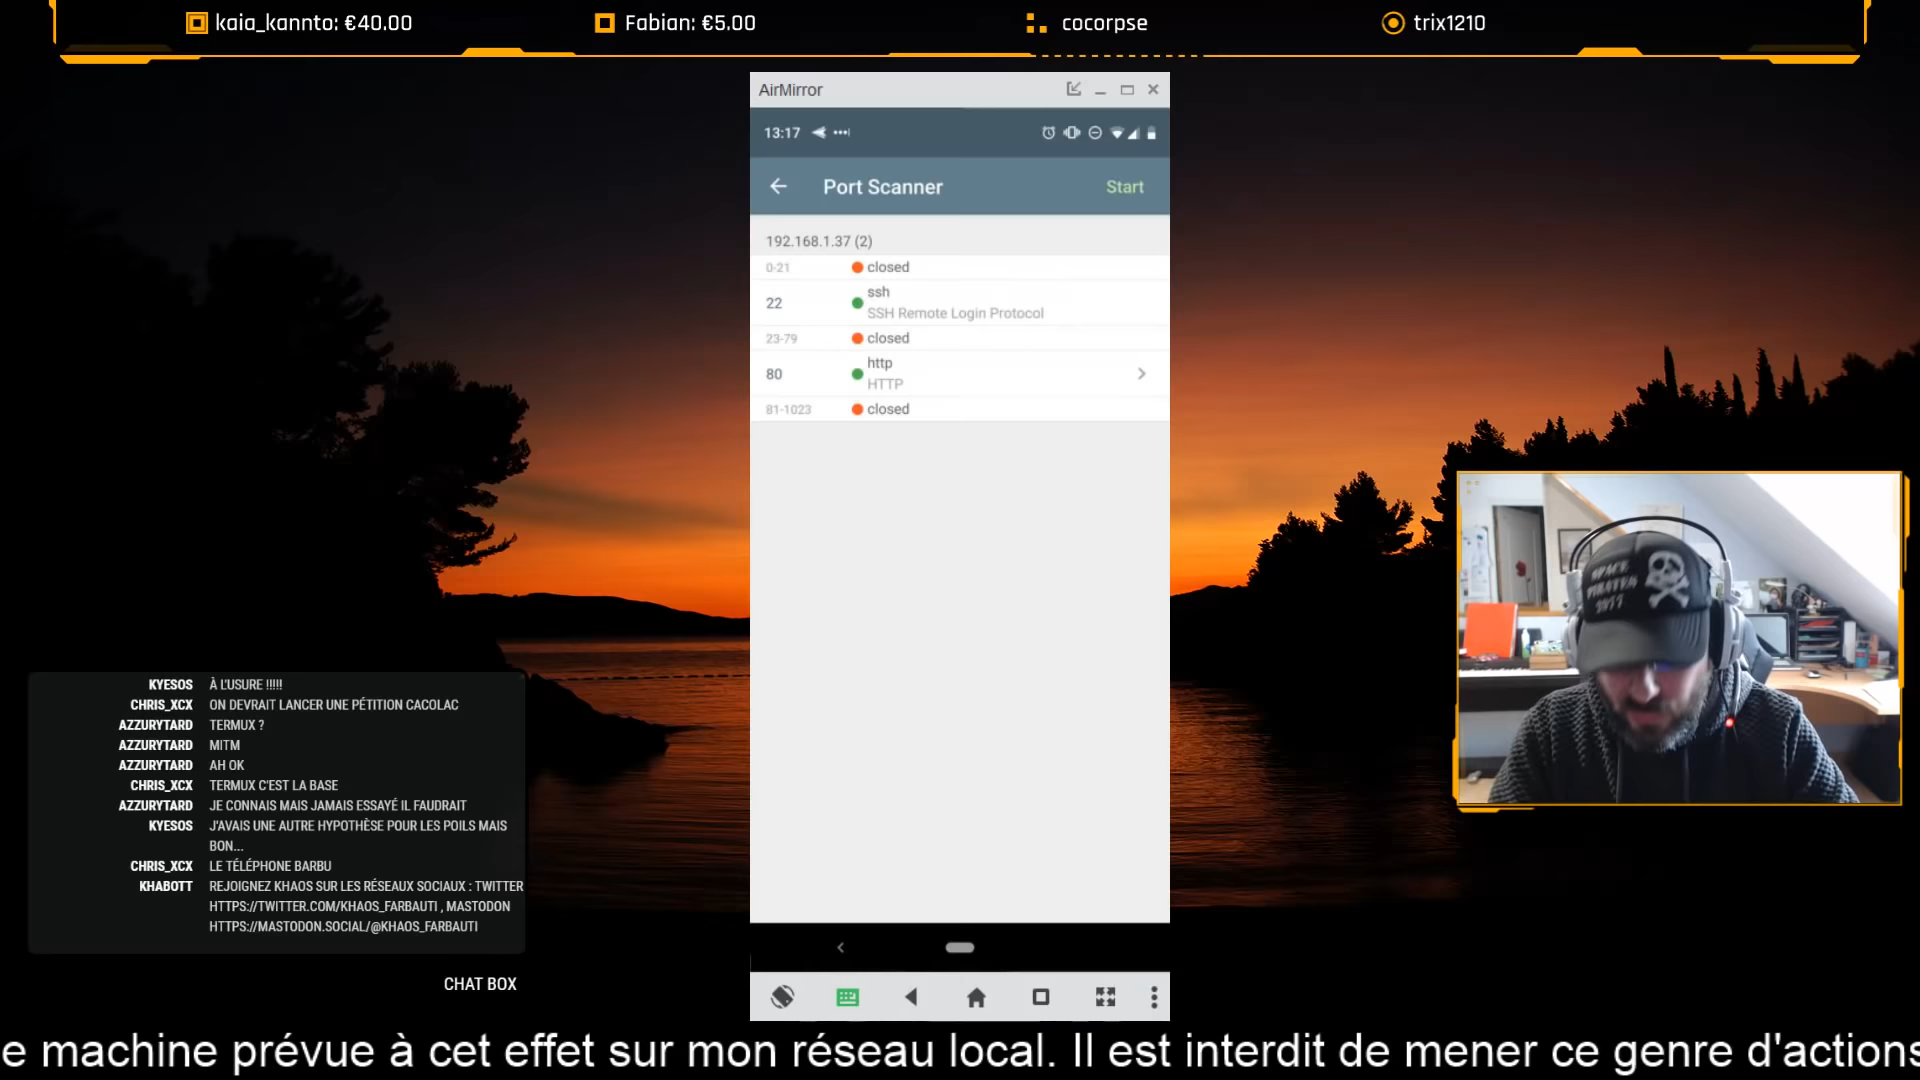 kaia_kannto: €40.00
Fabian: €5.00
cocorpse
trix1210
AirMirror
13:17
Port Scanner
Start
192.168.1.37 (2)
0-21 closed
22 ssh
SSH Remote Login Protocol
23-79 closed
80 http
HTTP
81-1023 closed
SPACE
PIRATEN
2017
KYESOS À L'USURE !!!!!
CHRIS_XCX ON DEVRAIT LANCER UNE PÉTITION CACOLAC
AZZURYTARD TERMUX ?
AZZURYTARD MITM
AZZURYTARD AH OK
CHRIS_XCX TERMUX C'EST LA BASE
AZZURYTARD JE CONNAIS MAIS JAMAIS ESSAYÉ IL FAUDRAIT
KYESOS J'AVAIS UNE AUTRE HYPOTHÈSE POUR LES POILS MAIS
BON...
CHRIS_XCX LE TÉLÉPHONE BARBU
KHABOTT REJOIGNEZ KHAOS SUR LES RÉSEAUX SOCIAUX : TWITTER
HTTPS://TWITTER.COM/KHAOS_FARBAUTI , MASTODON
HTTPS://MASTODON.SOCIAL/@KHAOS_FARBAUTI
CHAT BOX
e machine prévue à cet effet sur mon réseau local. Il est interdit de mener ce genre d'actions